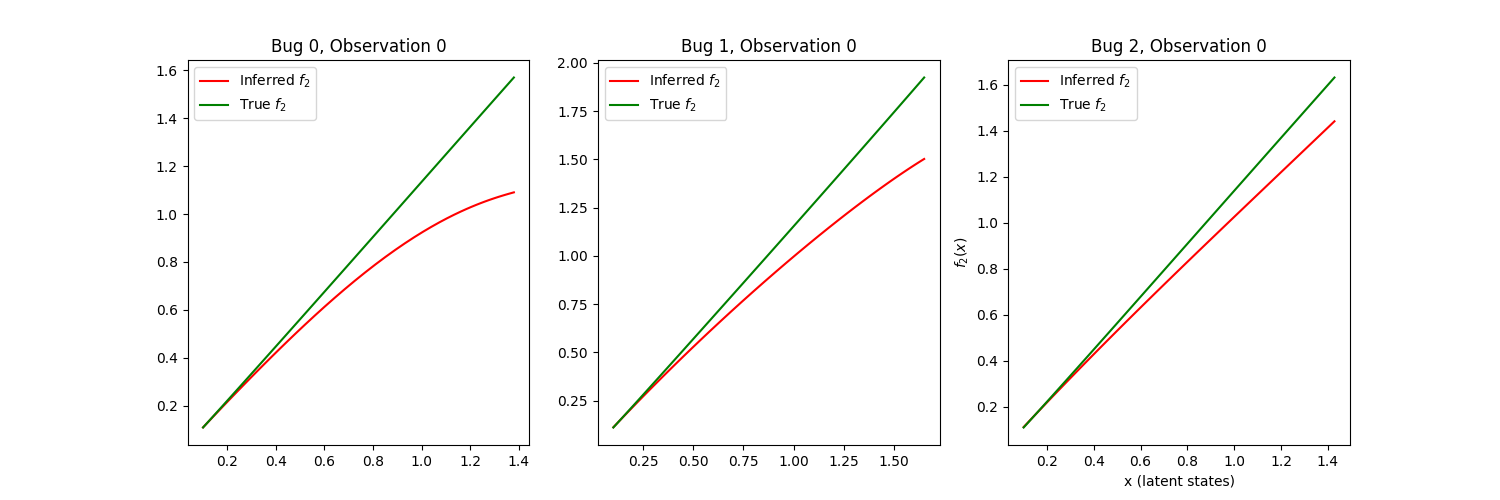 Bug 0, Observation 0
Inferred f₂
True f₂
1.6
1.4
1.2
1.0
0.8
0.6
0.4
0.2
0.2 0.4 0.6 0.8 1.0 1.2 1.4
Bug 1, Observation 0
Inferred f₂
True f₂
2.00
1.75
1.50
1.25
1.00
0.75
0.50
0.25
0.25 0.50 0.75 1.00 1.25 1.50
Bug 2, Observation 0
Inferred f₂
True f₂
f₂(x)
1.6
1.4
1.2
1.0
0.8
0.6
0.4
0.2
0.2 0.4 0.6 0.8 1.0 1.2 1.4
x (latent states)